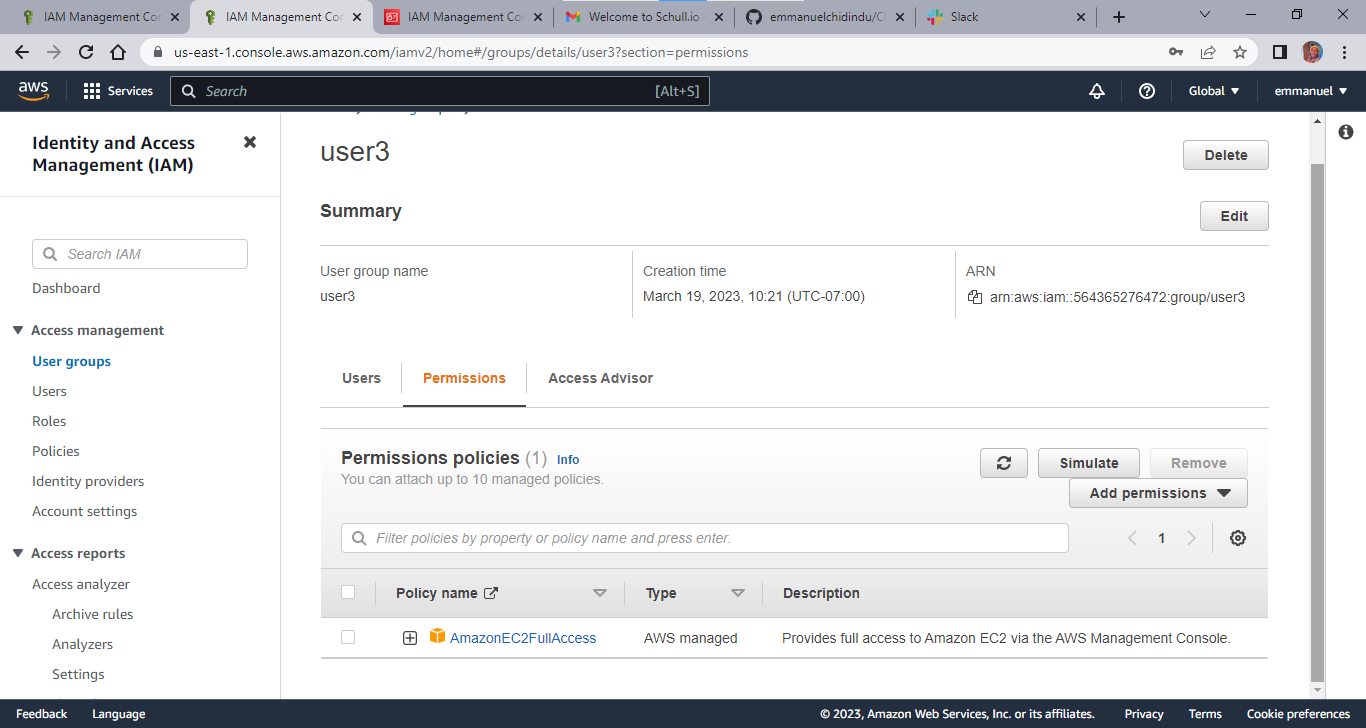 IAM Management Cor
IAM Management Cor
IAM Management Cor
Welcome to Schull.io
emmanuelchidindu/C
Slack
us-east-1.console.aws.amazon.com/iamv2/home#/groups/details/user3?section=permissions
aws
Services
Search
[Alt+S]
Global
emmanuel
Identity and Access
Management (IAM)
Search IAM
Dashboard
Access management
User groups
Users
Roles
Policies
Identity providers
Account settings
Access reports
Access analyzer
Archive rules
Analyzers
Settings
user3
Delete
Summary
Edit
User group name
user3
Creation time
March 19, 2023, 10:21 (UTC-07:00)
ARN
arn:aws:iam::564365276472:group/user3
Users
Permissions
Access Advisor
Permissions policies (1) Info
You can attach up to 10 managed policies.
Simulate
Remove
Add permissions
Filter policies by property or policy name and press enter.
1
Policy name
Type
Description
AmazonEC2FullAccess
AWS managed
Provides full access to Amazon EC2 via the AWS Management Console.
Feedback
Language
© 2023, Amazon Web Services, Inc. or its affiliates.
Privacy
Terms
Cookie preferences